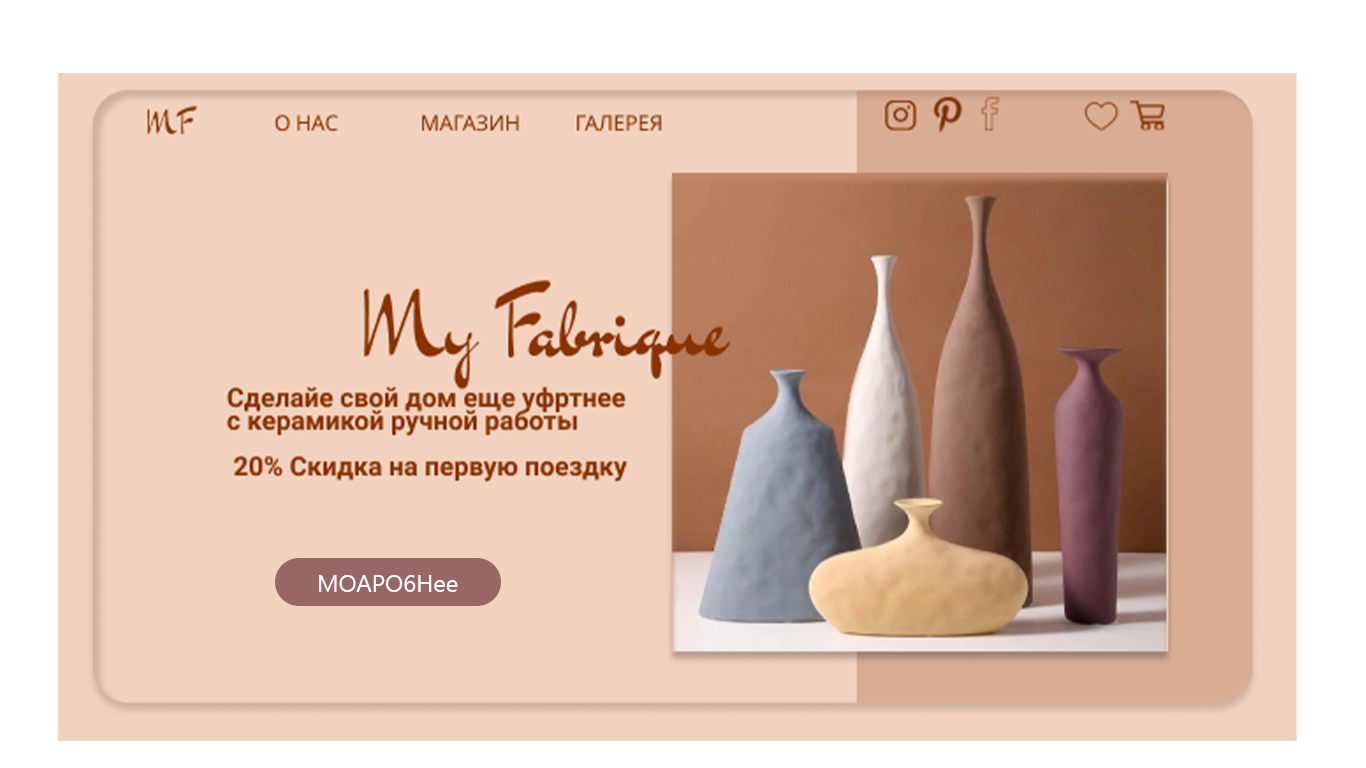 MF
О НАС
МАГАЗИН
ГАЛЕРЕЯ
My Fabrique
Сделайе свой дом еще уфртнее
с керамикой ручной работы
20% Скидка на первую поездку
МОАРО6Нее